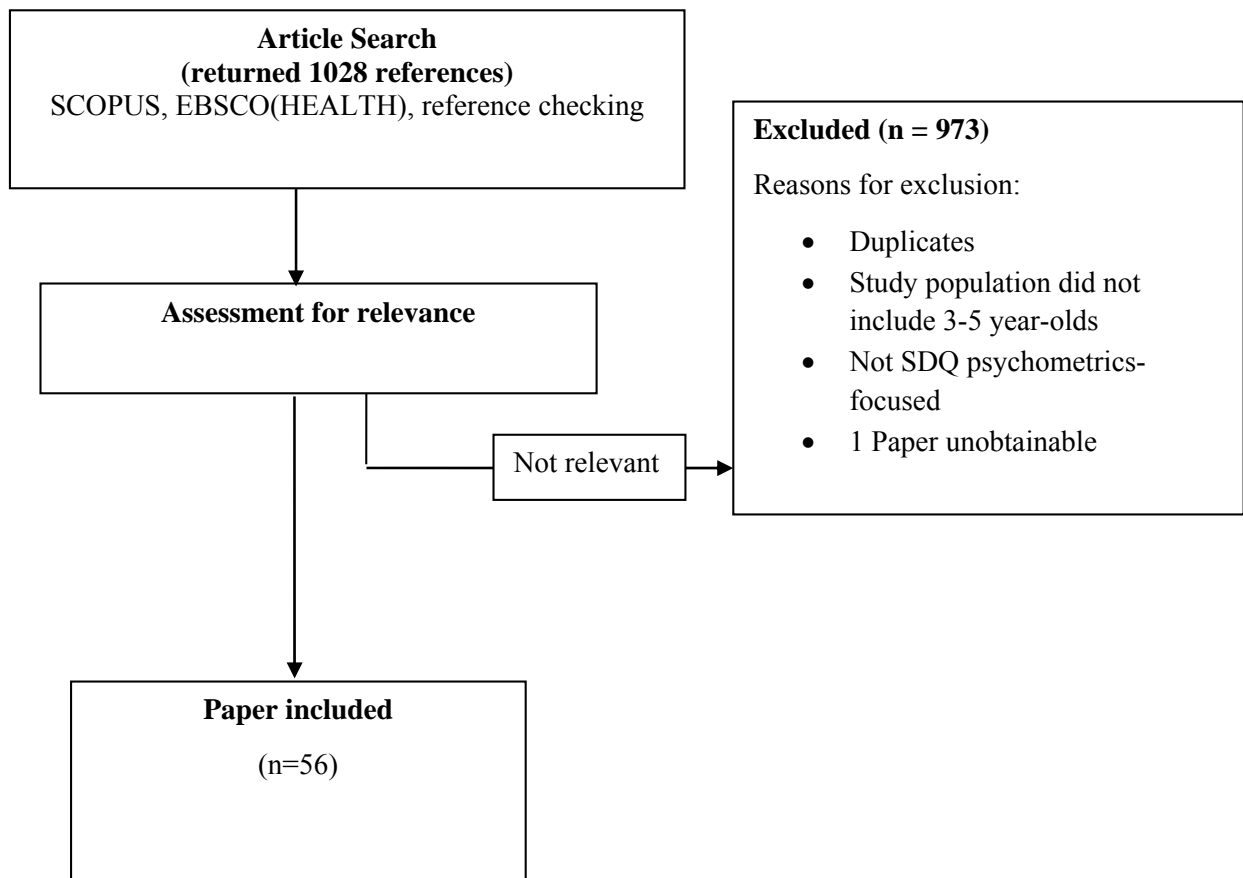 Article Search
(returned 1028 references)
SCOPUS, EBSCO(HEALTH), reference checking
Excluded (n = 973)
Reasons for exclusion:
• Duplicates
• Study population did not
include 3-5 year-olds
• Not SDQ psychometrics-
focused
• 1 Paper unobtainable
Assessment for relevance
Not relevant
Paper included
(n=56)